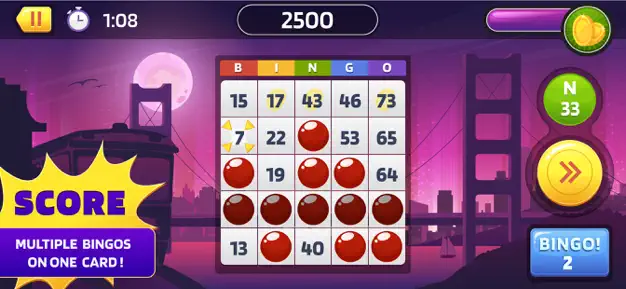 1:08
2500
B I N G O
15 17 43 46 73
7 22 53 65
19 64
13 40
N
33
BINGO!
2
SCORE
MULTIPLE BINGOS
ON ONE CARD!